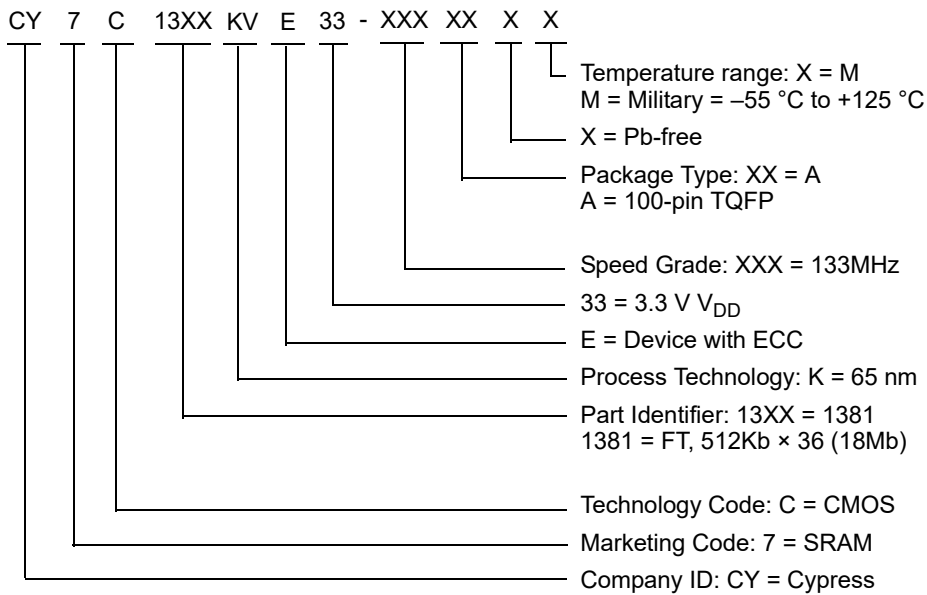 CY 7 C 13XX KV E 33 - XXX XX X X
Temperature range: X = M
M = Military = –55 °C to +125 °C
X = Pb-free
Package Type: XX = A
A = 100-pin TQFP
Speed Grade: XXX = 133MHz
33 = 3.3 V VDD
E = Device with ECC
Process Technology: K = 65 nm
Part Identifier: 13XX = 1381
1381 = FT, 512Kb × 36 (18Mb)
Technology Code: C = CMOS
Marketing Code: 7 = SRAM
Company ID: CY = Cypress